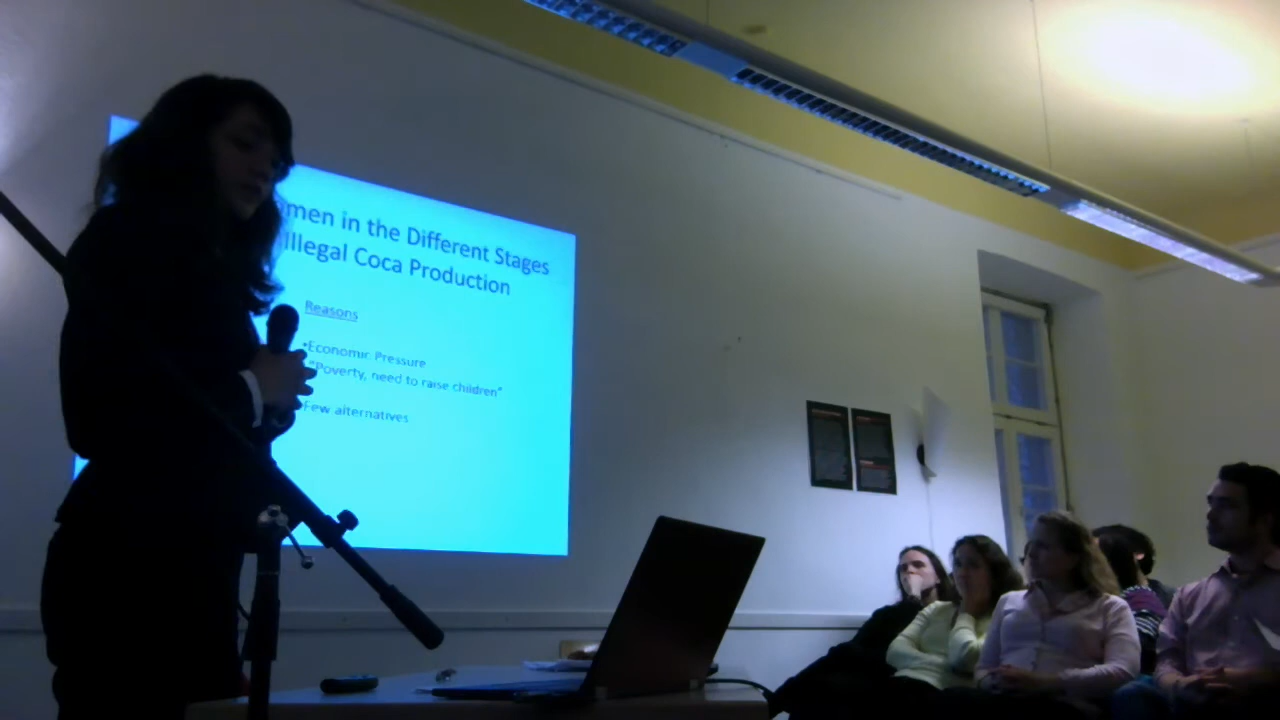 men in the Different Stages
Illegal Coca Production
Reasons
•Economic Pressure
"Poverty, need to raise children"
Few alternatives